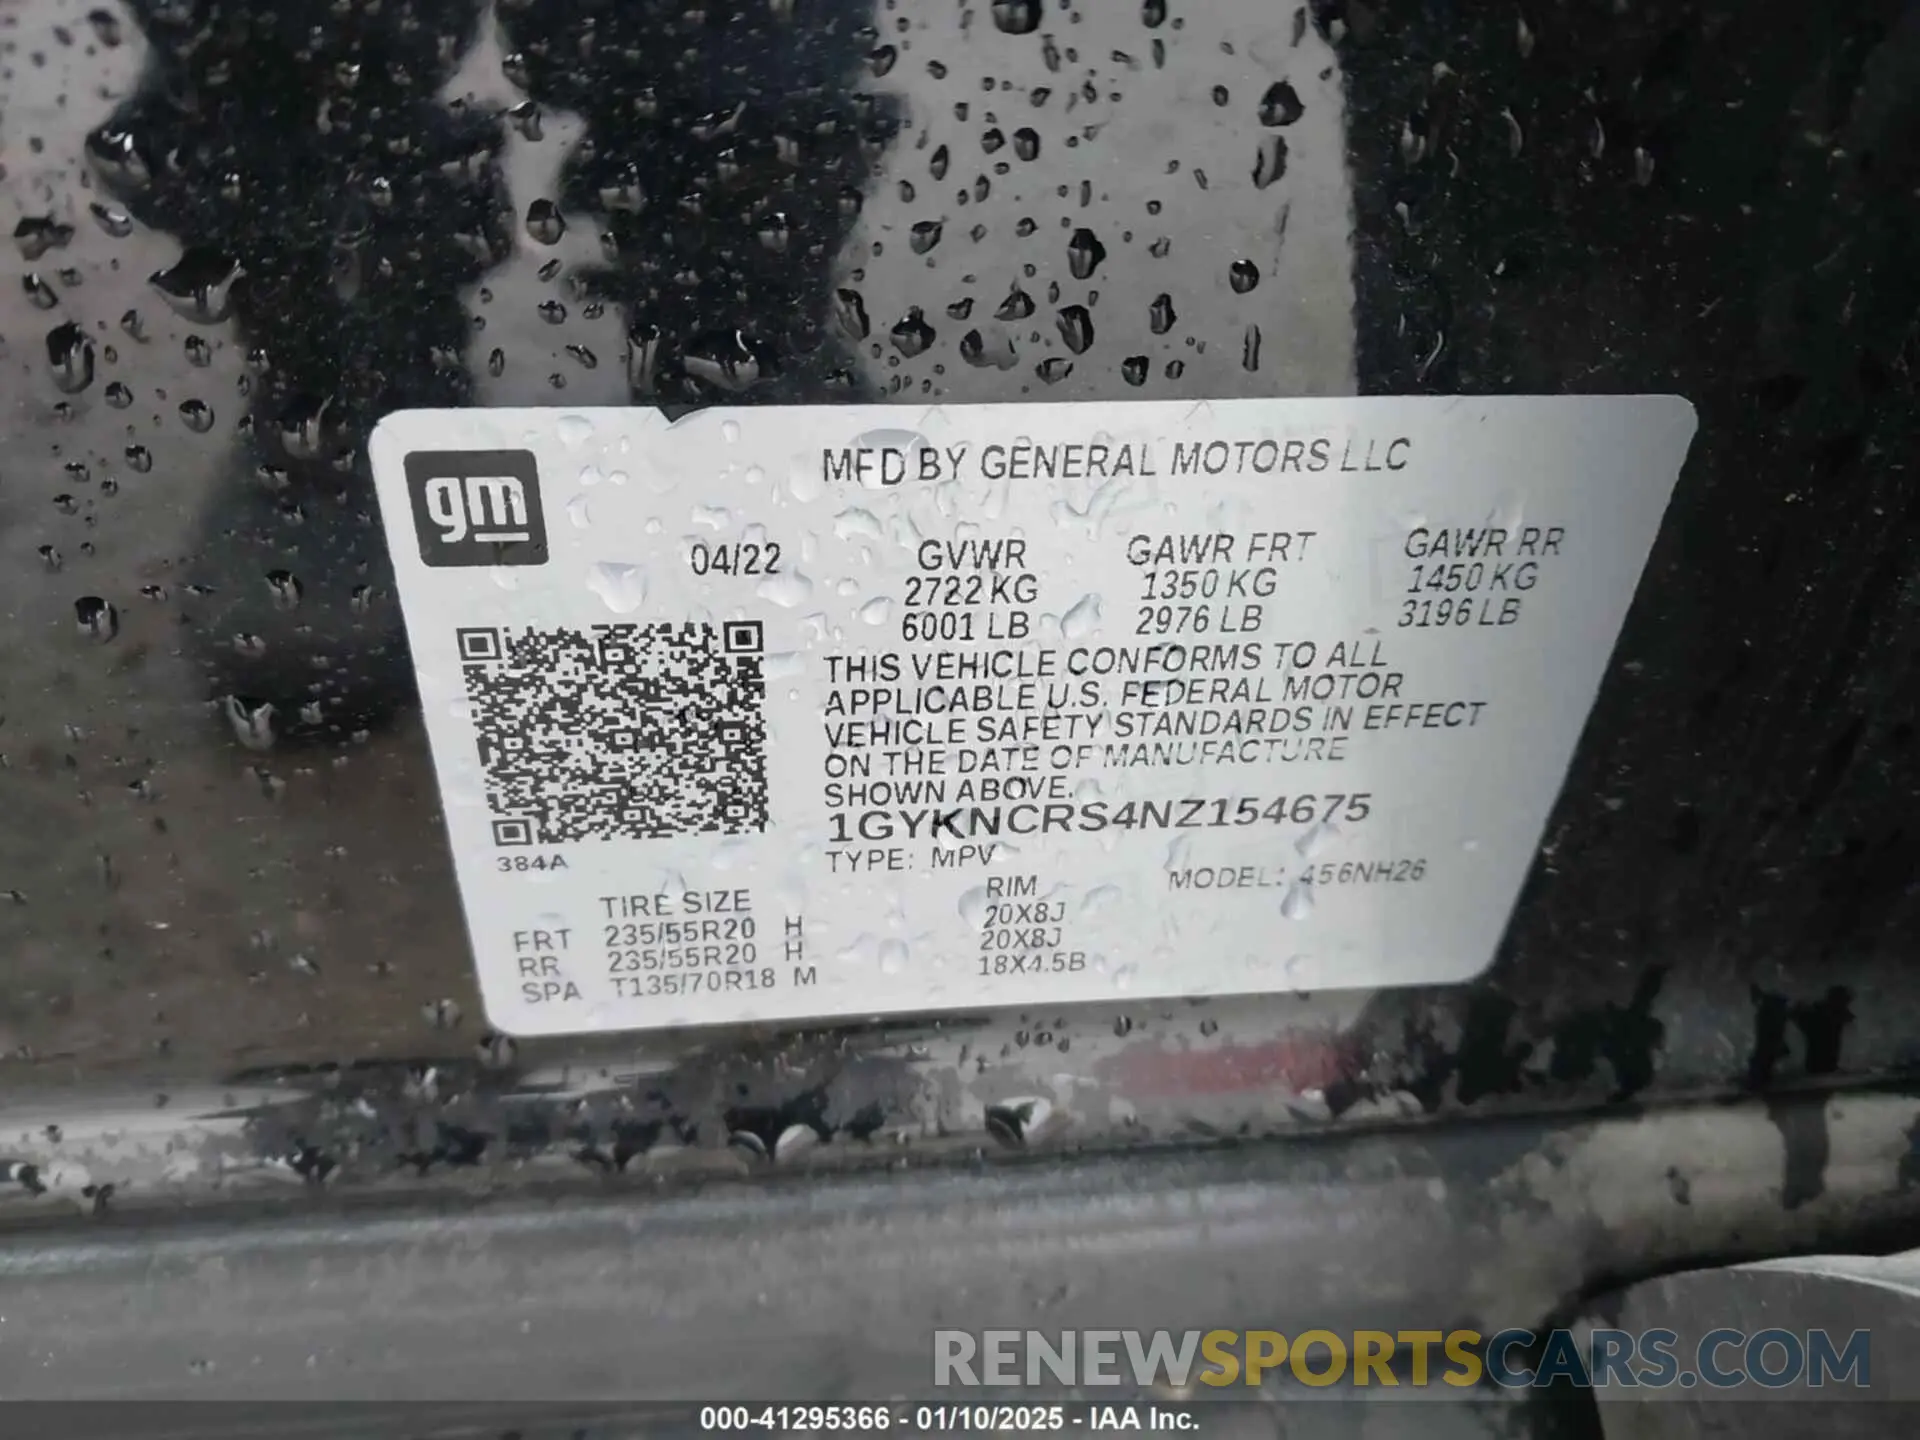 gm
MFD BY GENERAL MOTORS LLC
04/22 GVWR GAWR FRT GAWR RR
2722 KG 1350 KG 1450 KG
6001 LB 2976 LB 3196 LB
THIS VEHICLE CONFORMS TO ALL
APPLICABLE U.S. FEDERAL MOTOR
VEHICLE SAFETY STANDARDS IN EFFECT
ON THE DATE OF MANUFACTURE
SHOWN ABOVE.
1GYKNCRS4NZ154675
384A
TYPE: MPV MODEL: 456NH26
TIRE SIZE RIM
FRT 235/55R20 H 20X8J
RR 235/55R20 H 20X8J
SPA T135/70R18 M 18X4.5B
RENEWSPORTSCARS.COM
000-41295366 - 01/10/2025 - IAA Inc.